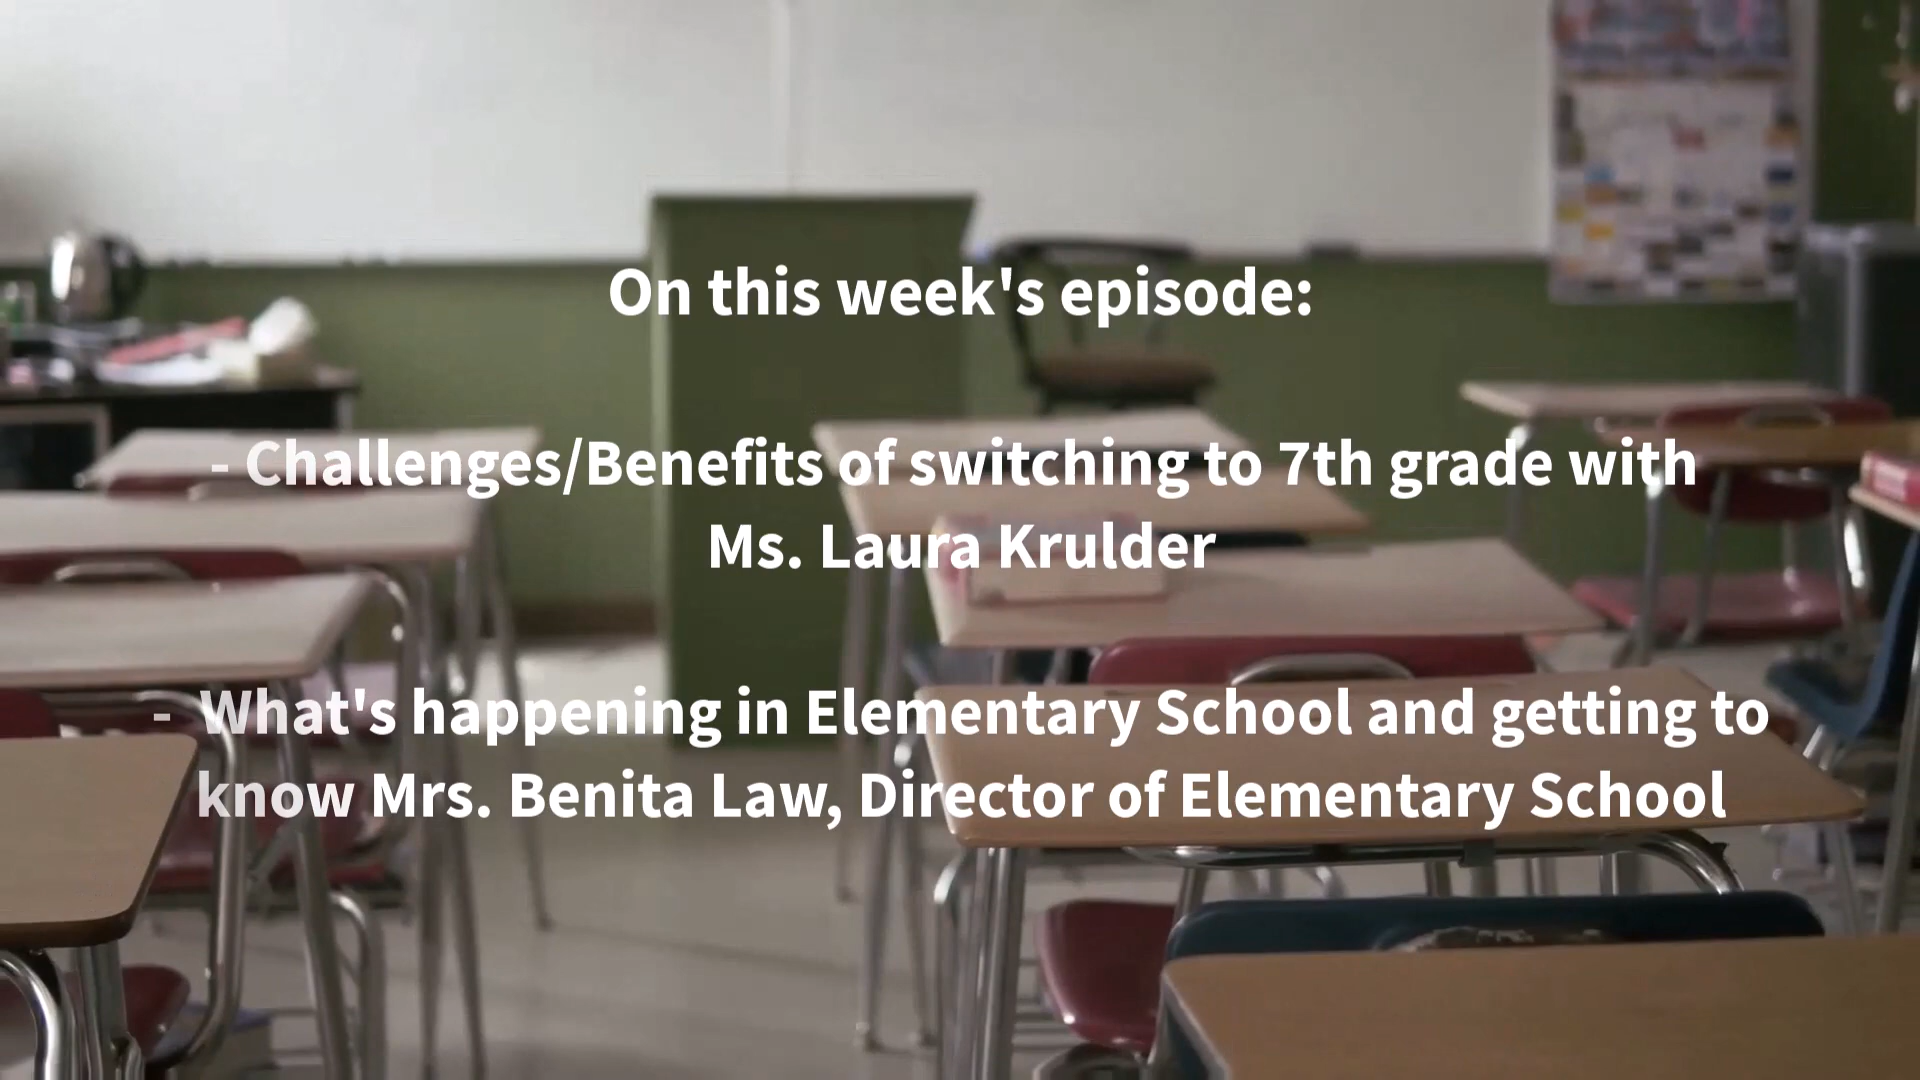 On this week's episode:
- Challenges/Benefits of switching to 7th grade with
Ms. Laura Krulder
- What's happening in Elementary School and getting to
know Mrs. Benita Law, Director of Elementary School